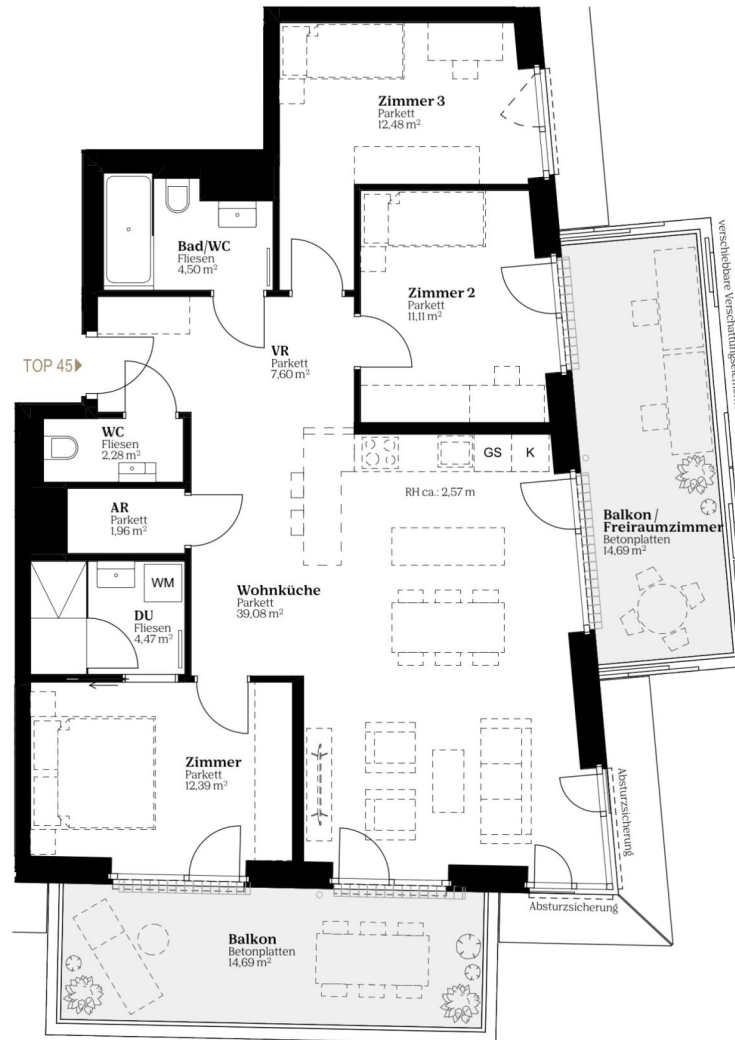 Zimmer 3
Parkett
12,48 m²
Bad/WC
Fliesen
4,50 m²
Zimmer 2
Parkett
11,11 m²
VR
Parkett
7,60 m²
TOP 45
WC
Fliesen
2,28 m²
GS
K
RH ca.: 2,57 m
AR
Parkett
1,96 m²
Balkon /
Freiraumzimmer
Betonplatten
14,69 m²
WM
DU
Fliesen
4,47 m²
Wohnküche
Parkett
39,08 m²
Zimmer
Parkett
12,39 m²
Absturzsicherung
Absturzsicherung
Balkon
Betonplatten
14,69 m²
verschiebbare